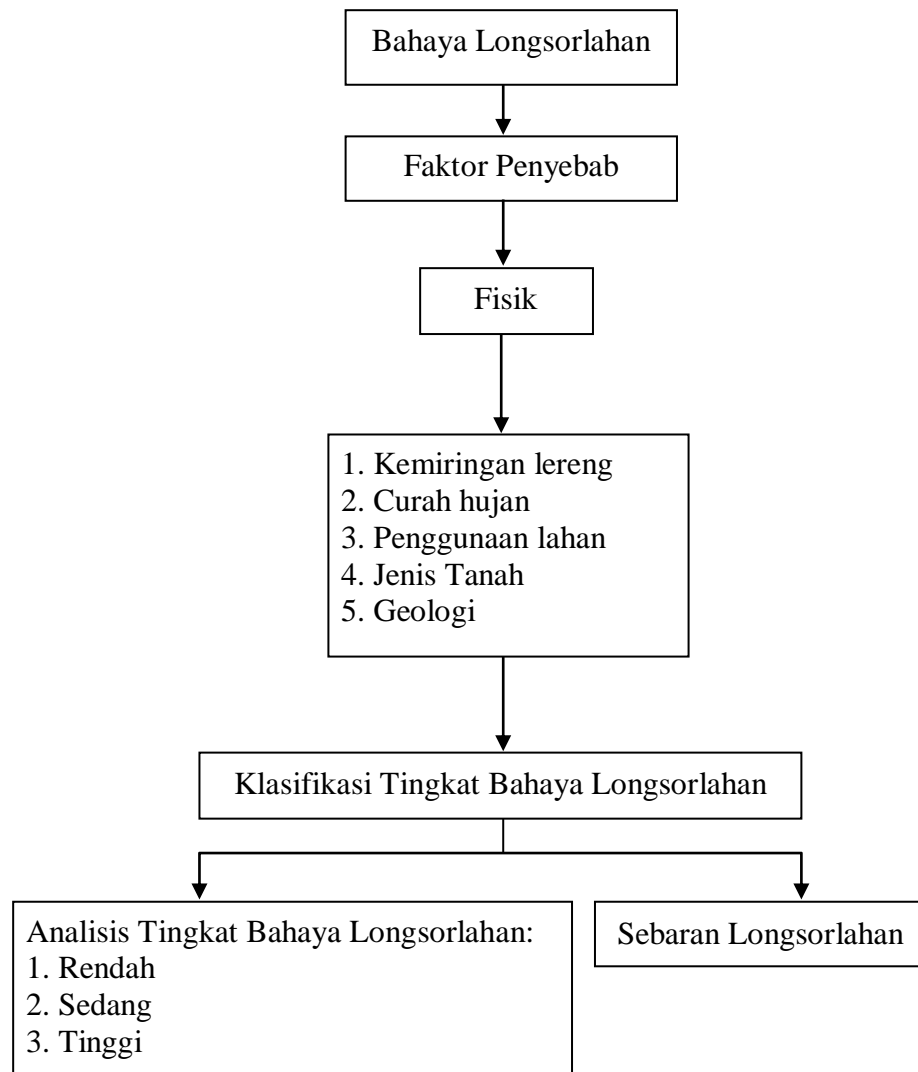 Bahaya Longsorlahan
Faktor Penyebab
Fisik
1. Kemiringan lereng
2. Curah hujan
3. Penggunaan lahan
4. Jenis Tanah
5. Geologi
Klasifikasi Tingkat Bahaya Longsorlahan
Analisis Tingkat Bahaya Longsorlahan:
1. Rendah
2. Sedang
3. Tinggi
Sebaran Longsorlahan